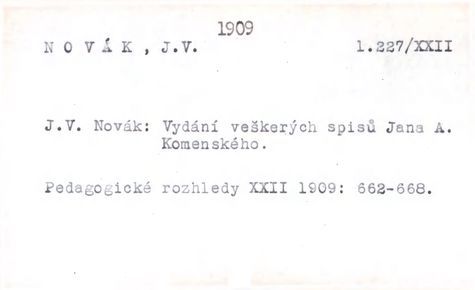 1909
N O V Á K , J.V. 1.227/XXII
J.V. Novák: Vydání veškerých spisů Jana A.
Komenského.
Pedagogické rozhledy XXII 1909: 662-668.